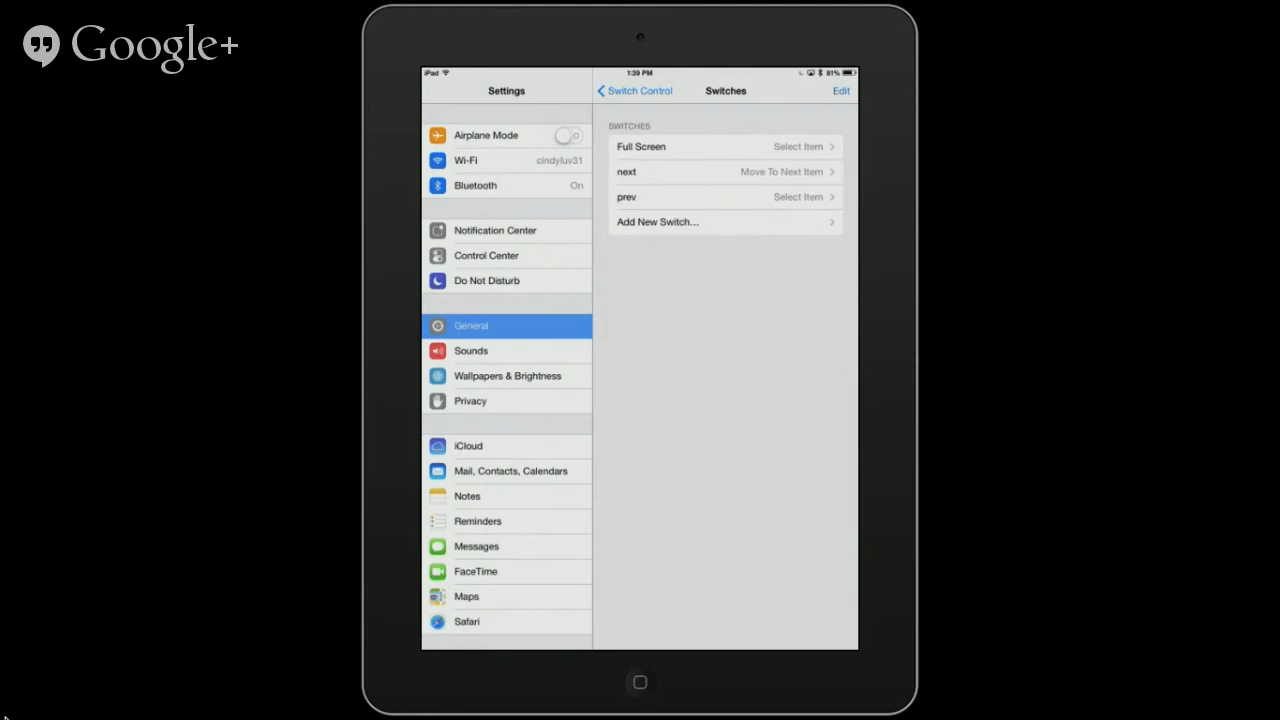 Google+
iPad
1:39 PM
81%
Settings
Switch Control
Switches
Edit
Airplane Mode
Wi-Fi
cindyluv31
Bluetooth
On
Notification Center
Control Center
Do Not Disturb
General
Sounds
Wallpapers & Brightness
Privacy
iCloud
Mail, Contacts, Calendars
Notes
Reminders
Messages
FaceTime
Maps
Safari
SWITCHES
Full Screen
Select Item
next
Move To Next Item
prev
Select Item
Add New Switch...